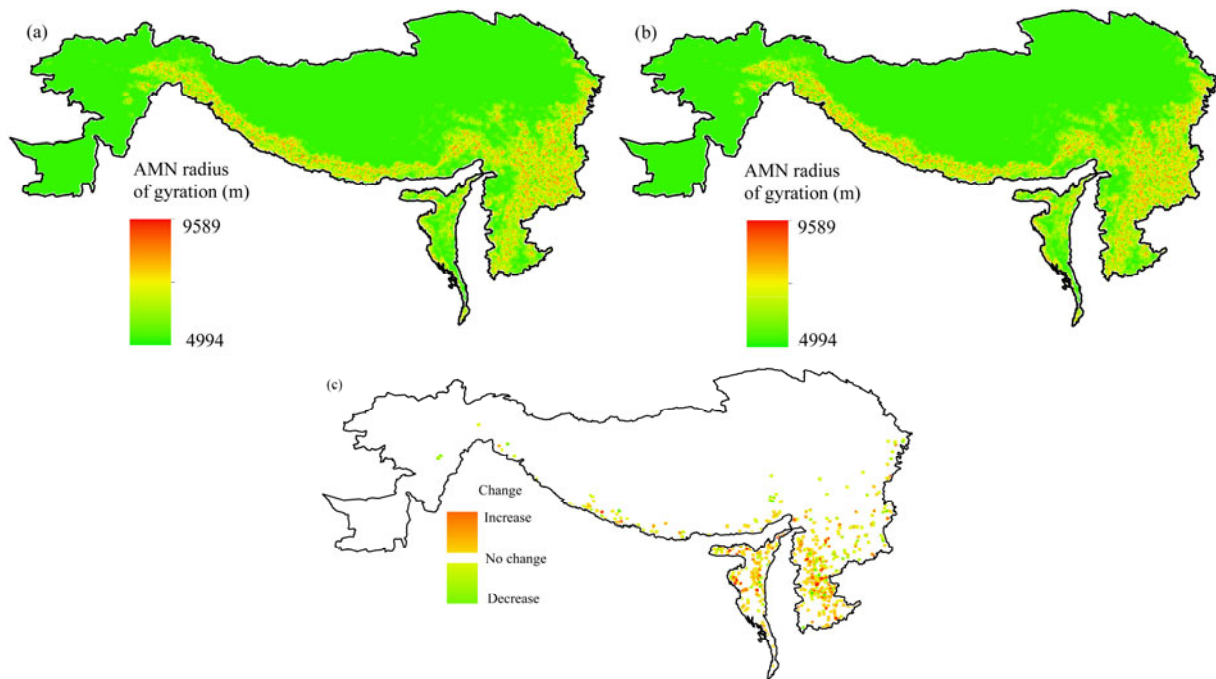 (a)
AMN radius
of gyration (m)
9589
4994
(b)
AMN radius
of gyration (m)
9589
4994
(c)
Change
Increase
No change
Decrease